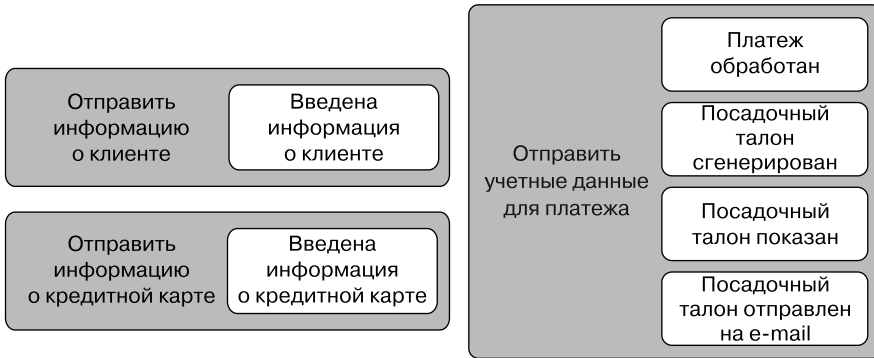 Отправить
информацию
о клиенте
Введена
информация
о клиенте
Отправить
информацию
о кредитной карте
Введена
информация
о кредитной карте
Отправить
учетные данные
для платежа
Платеж
обработан
Посадочный
талон
сгенерирован
Посадочный
талон показан
Посадочный
талон отправлен
на e-mail